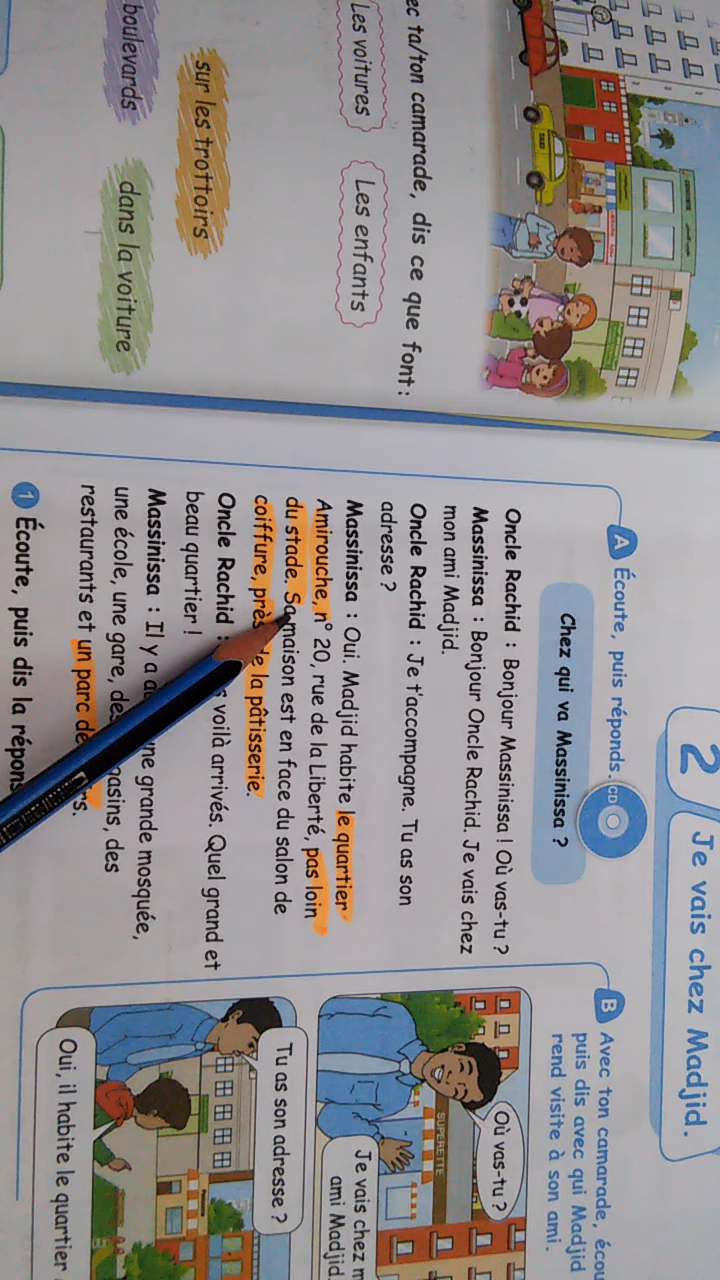 ec ta/ton camarade, dis ce que font :
Les voitures
Les enfants
sur les trottoirs
boulevards
dans la voiture
TAXI
2
Je vais chez Madjid.
A Écoute, puis réponds. CD
Chez qui va Massinissa ?
Oncle Rachid : Bonjour Massinissa ! Où vas-tu ?
Massinissa : Bonjour Oncle Rachid. Je vais chez
mon ami Madjid.
Oncle Rachid : Je t'accompagne. Tu as son
adresse ?
Massinissa : Oui. Madjid habite le quartier
Amirouche, n° 20, rue de la Liberté, pas loin
du stade. Sa maison est en face du salon de
coiffure, près de la pâtisserie.
Oncle Rachid : voilà arrivés. Quel grand et
beau quartier !
Massinissa : Il y a une grande mosquée,
une école, une gare, des des
restaurants et un parc de
1 Écoute, puis dis la répons
B Avec ton camarade, écou
puis dis avec qui Madjid
rend visite à son ami.
Où vas-tu ?
SUPERETTE
Je vais chez m
ami Madjid.
Tu as son adresse ?
Oui, il habite le quartier